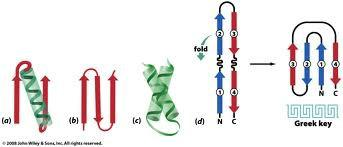 fold
2
3
1
4
N
C
3
2
1
4
N
C
Greek key
(a)
(b)
(c)
(d)
© 2008 John Wiley & Sons, Inc. All rights reserved.